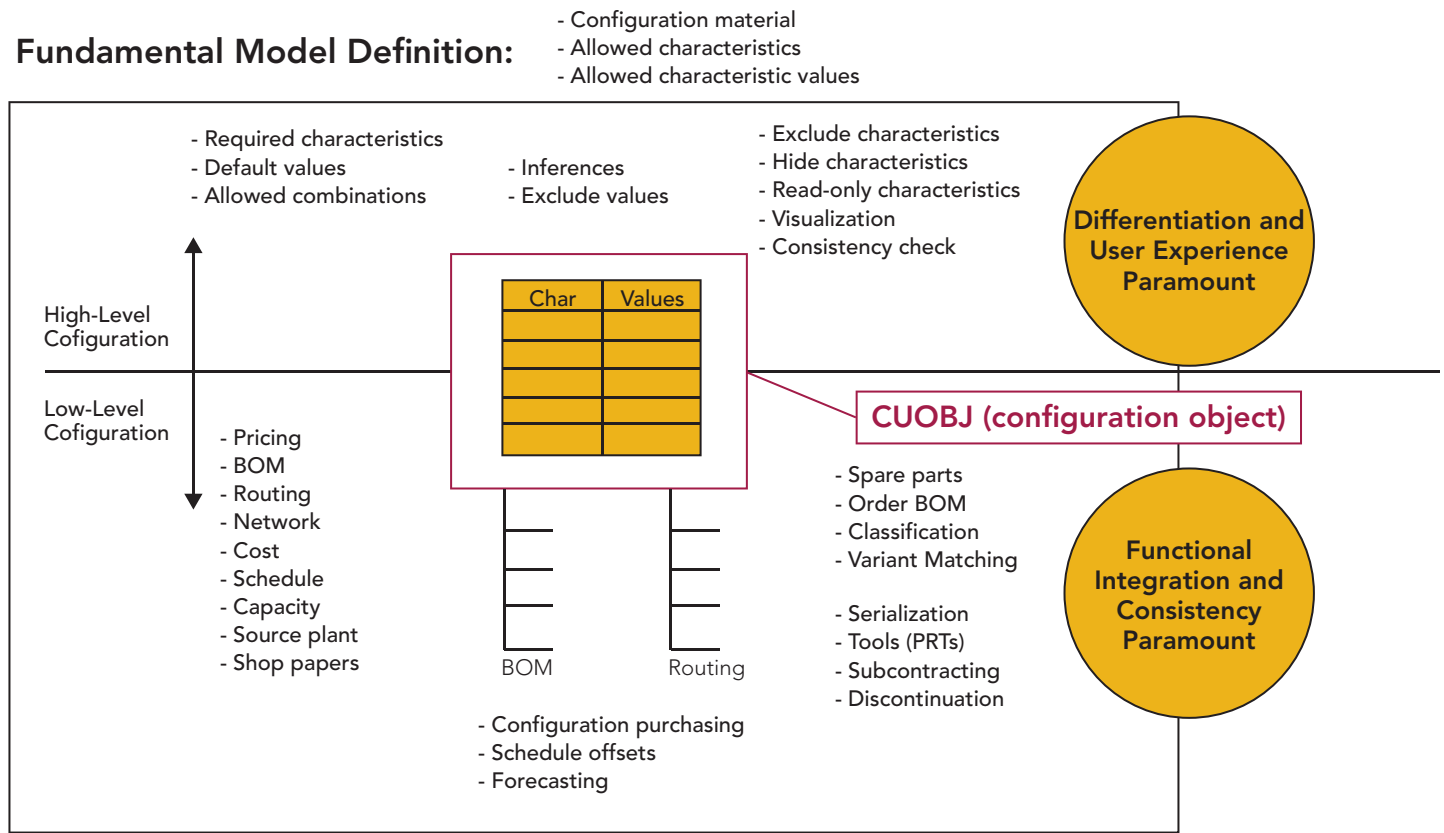 Fundamental Model Definition:
- Configuration material
- Allowed characteristics
- Allowed characteristic values
- Required characteristics
- Default values
- Allowed combinations
- Inferences
- Exclude values
- Exclude characteristics
- Hide characteristics
- Read-only characteristics
- Visualization
- Consistency check
Differentiation and
User Experience
Paramount
High-Level
Cofiguration
Char Values
Low-Level
Cofiguration
CUOBJ (configuration object)
- Pricing
- BOM
- Routing
- Network
- Cost
- Schedule
- Capacity
- Source plant
- Shop papers
BOM
Routing
- Configuration purchasing
- Schedule offsets
- Forecasting
- Spare parts
- Order BOM
- Classification
- Variant Matching
- Serialization
- Tools (PRTs)
- Subcontracting
- Discontinuation
Functional
Integration and
Consistency
Paramount